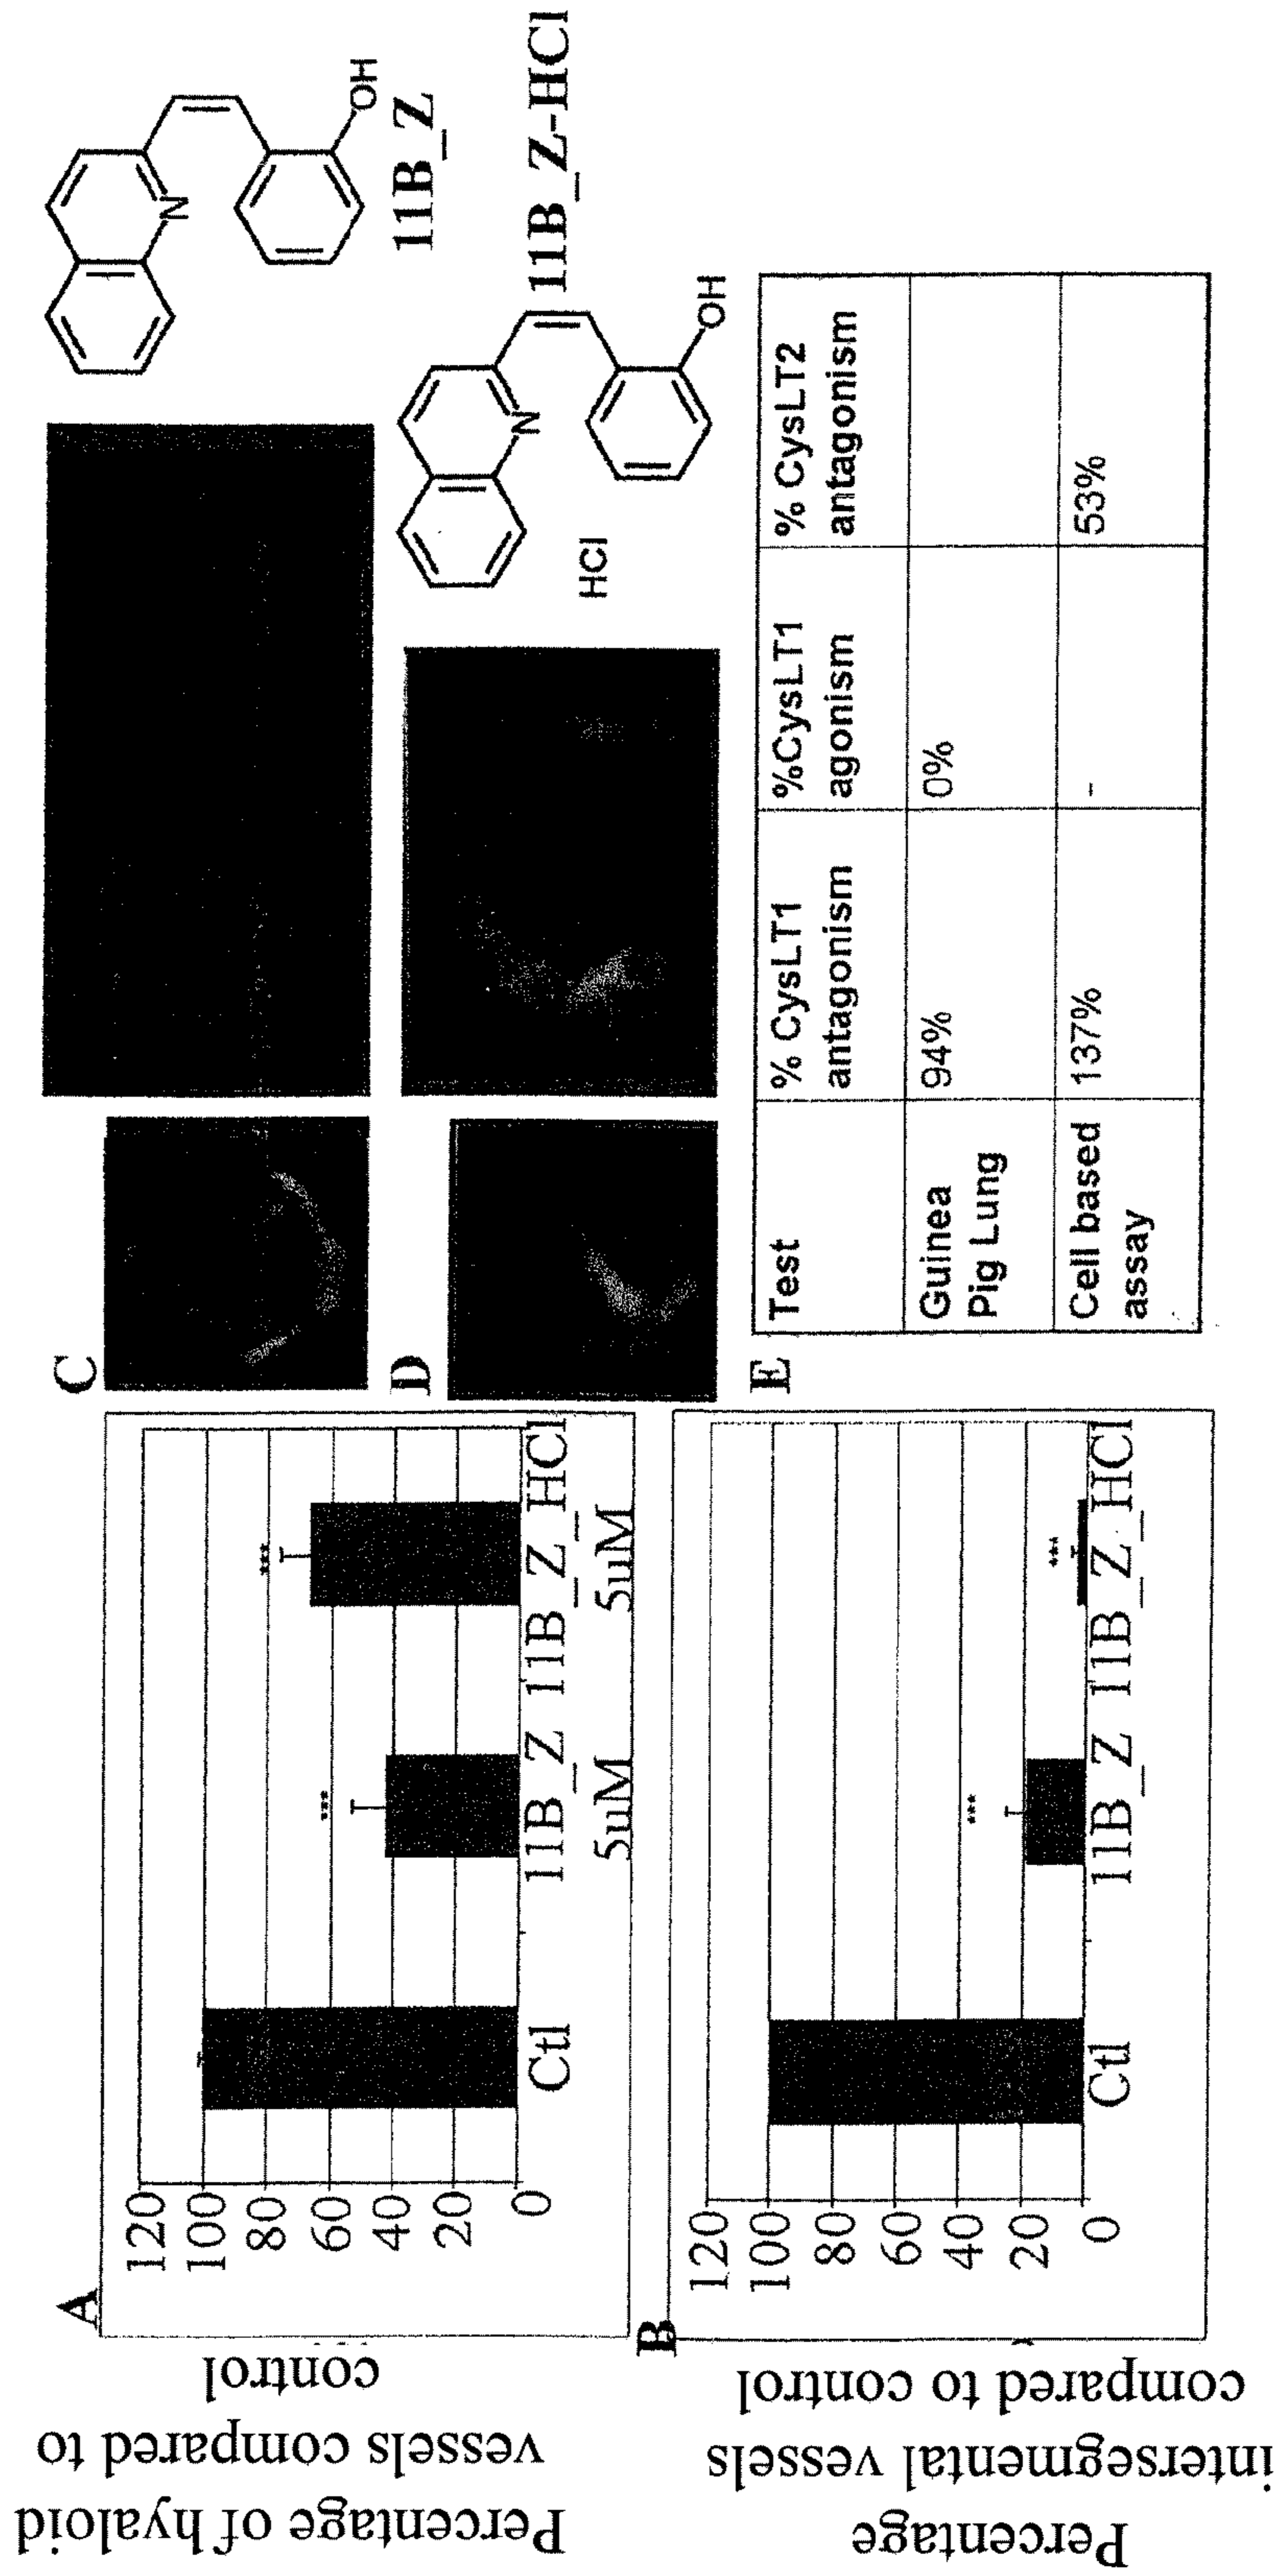 A
Percentage of hyaloid
vessels compared to
control
120
100
80
60
40
20
0
Ctl
11B_Z
5uM
11B_Z_HCl
5uM
***
***
B
Percentage
intersegmental vessels
compared to control
120
100
80
60
40
20
0
Ctl
11B_Z
11B_Z_HCl
***
***
C
N
OH
11B_Z
D
HCl
N
OH
11B_Z-HCl
E
Test
% CysLT1
antagonism
%CysLT1
agonism
% CysLT2
antagonism
Guinea
Pig Lung
94%
0%
Cell based
assay
137%
-
53%